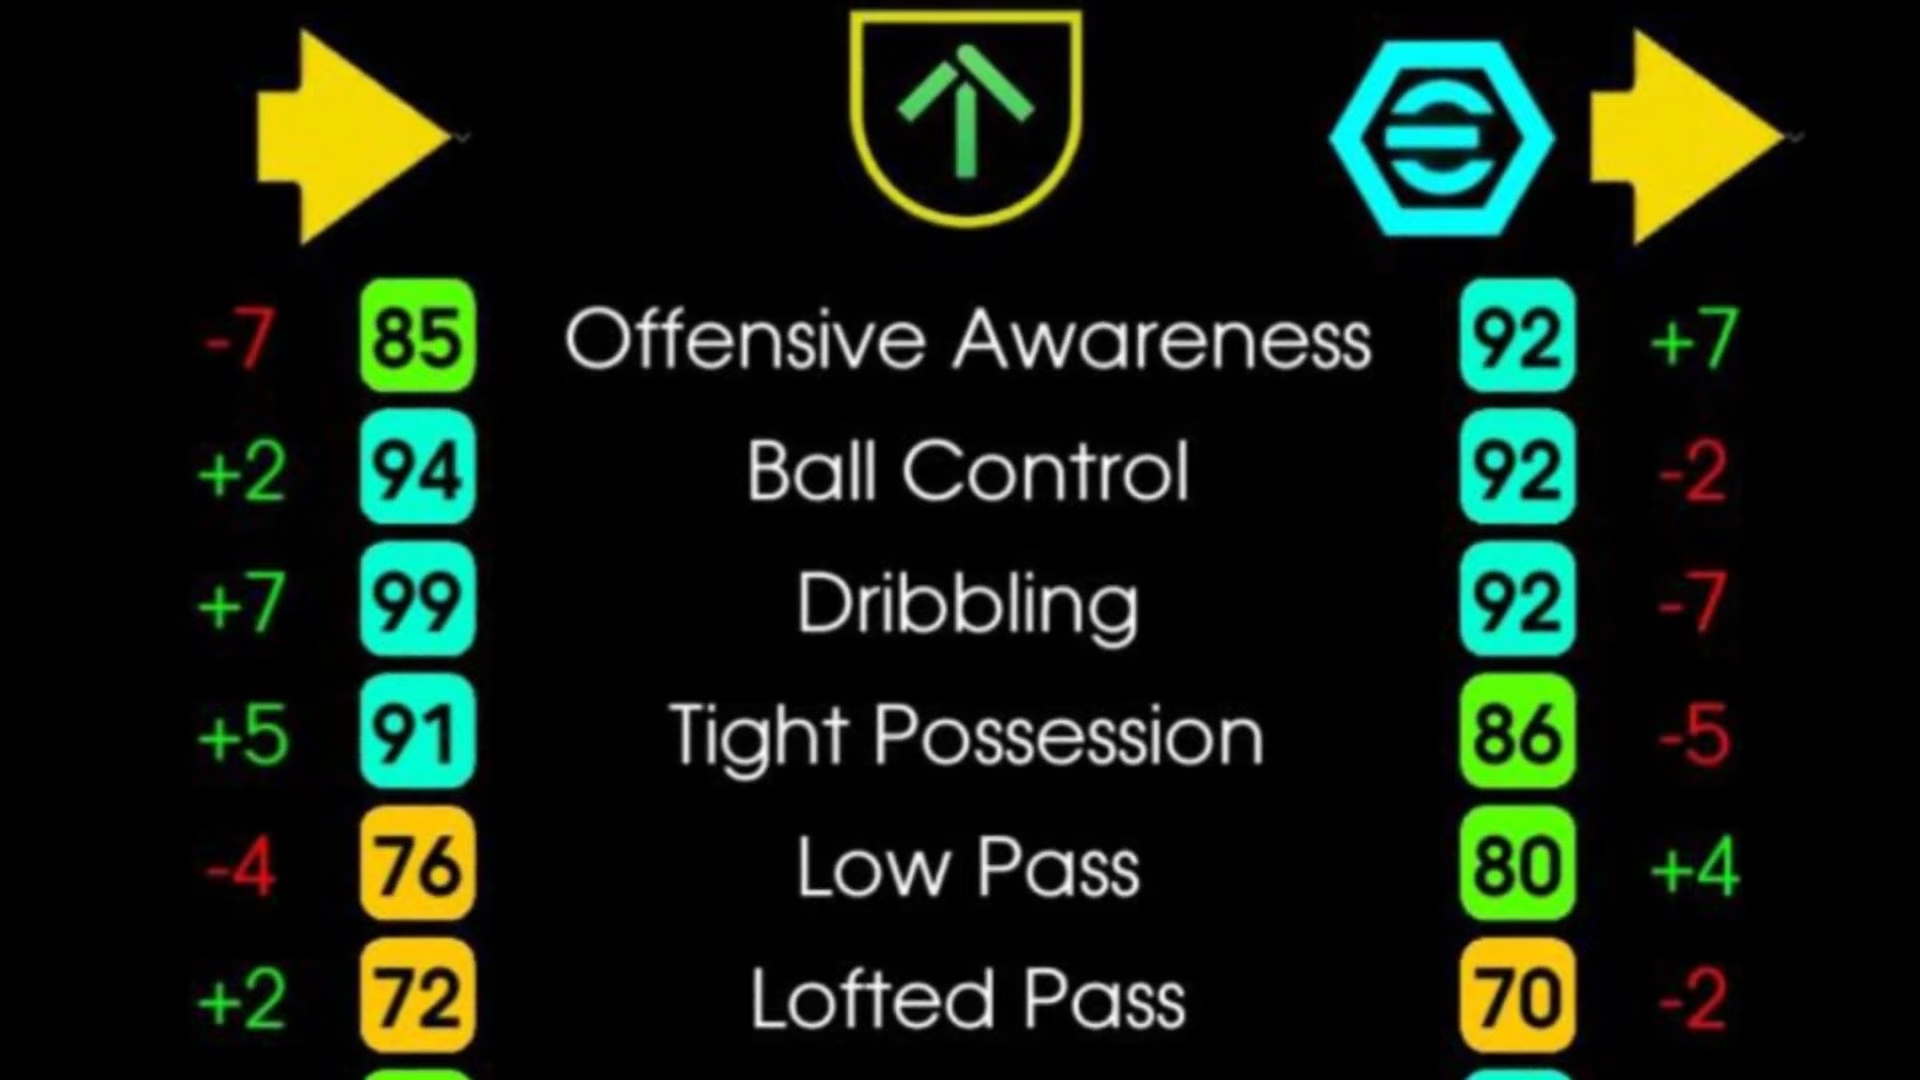 -7 85 Offensive Awareness 92 +7
+2 94 Ball Control 92 -2
+7 99 Dribbling 92 -7
+5 91 Tight Possession 86 -5
-4 76 Low Pass 80 +4
+2 72 Lofted Pass 70 -2